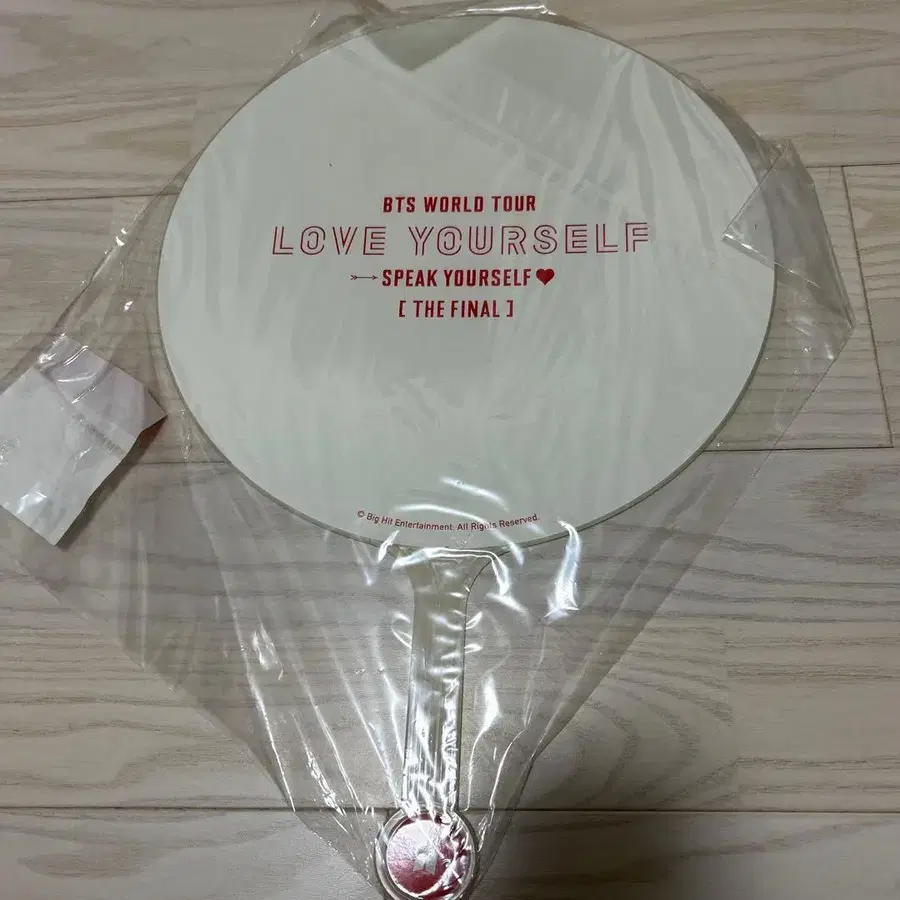 BTS WORLD TOUR
LOVE YOURSELF
SPEAK YOURSELF
[ THE FINAL ]
© Big Hit Entertainment. All Rights Reserved.